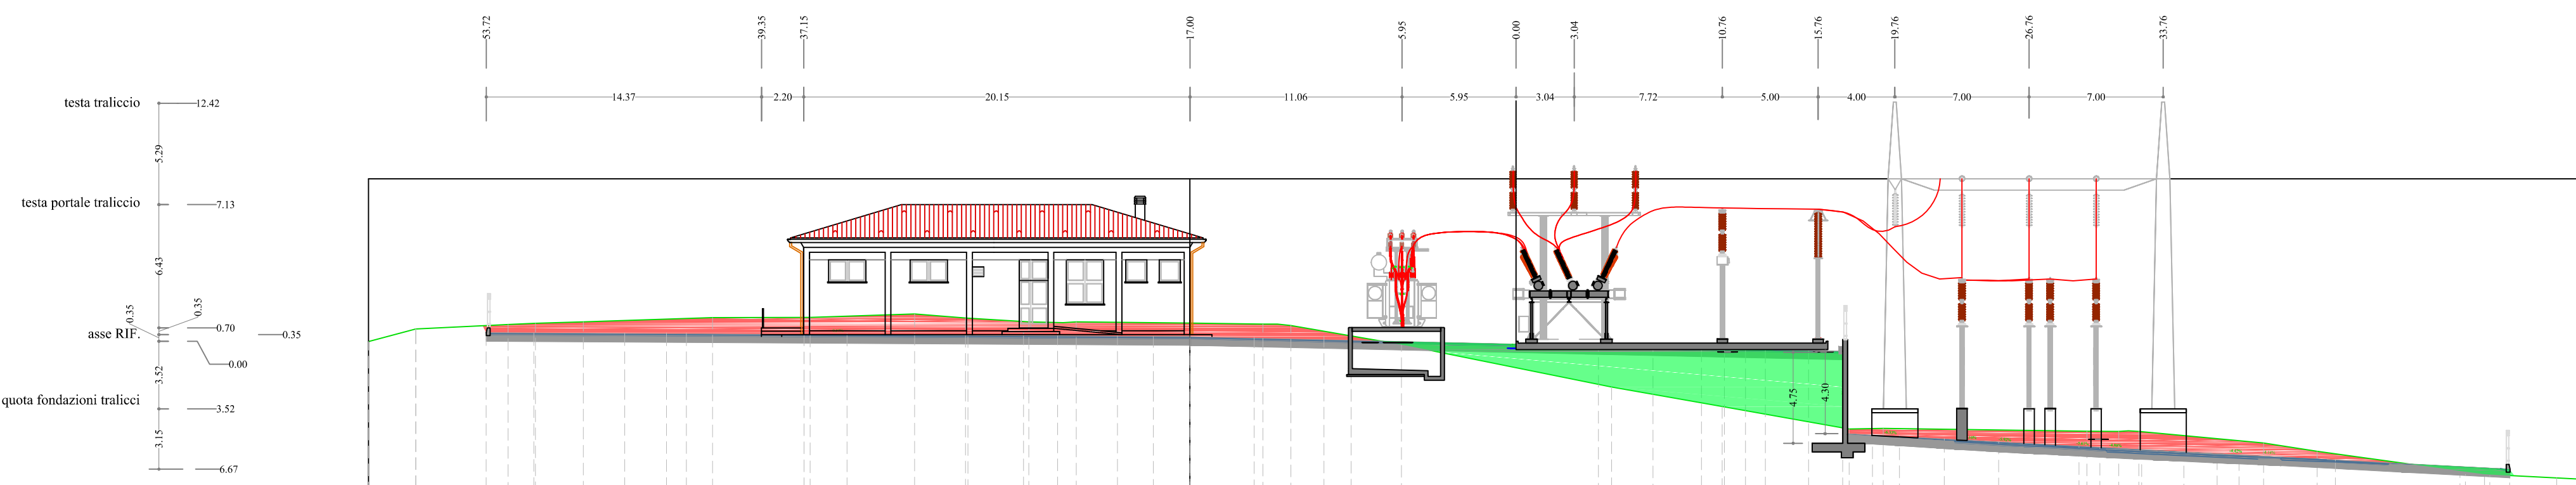 53.72 39.35 37.15 17.00 5.95 0.00 3.04 10.76 15.76 19.76 26.76 33.76
14.37 2.20 20.15 11.06 5.95 3.04 7.72 5.00 4.00 7.00 7.00
testa traliccio 12.42
5.29
testa portale traliccio 7.13
6.43
0.35 0.35
0.70
asse RIF. 0.35
0.00
3.52
quota fondazioni tralicci 3.52
3.15
6.67
4.75 4.30